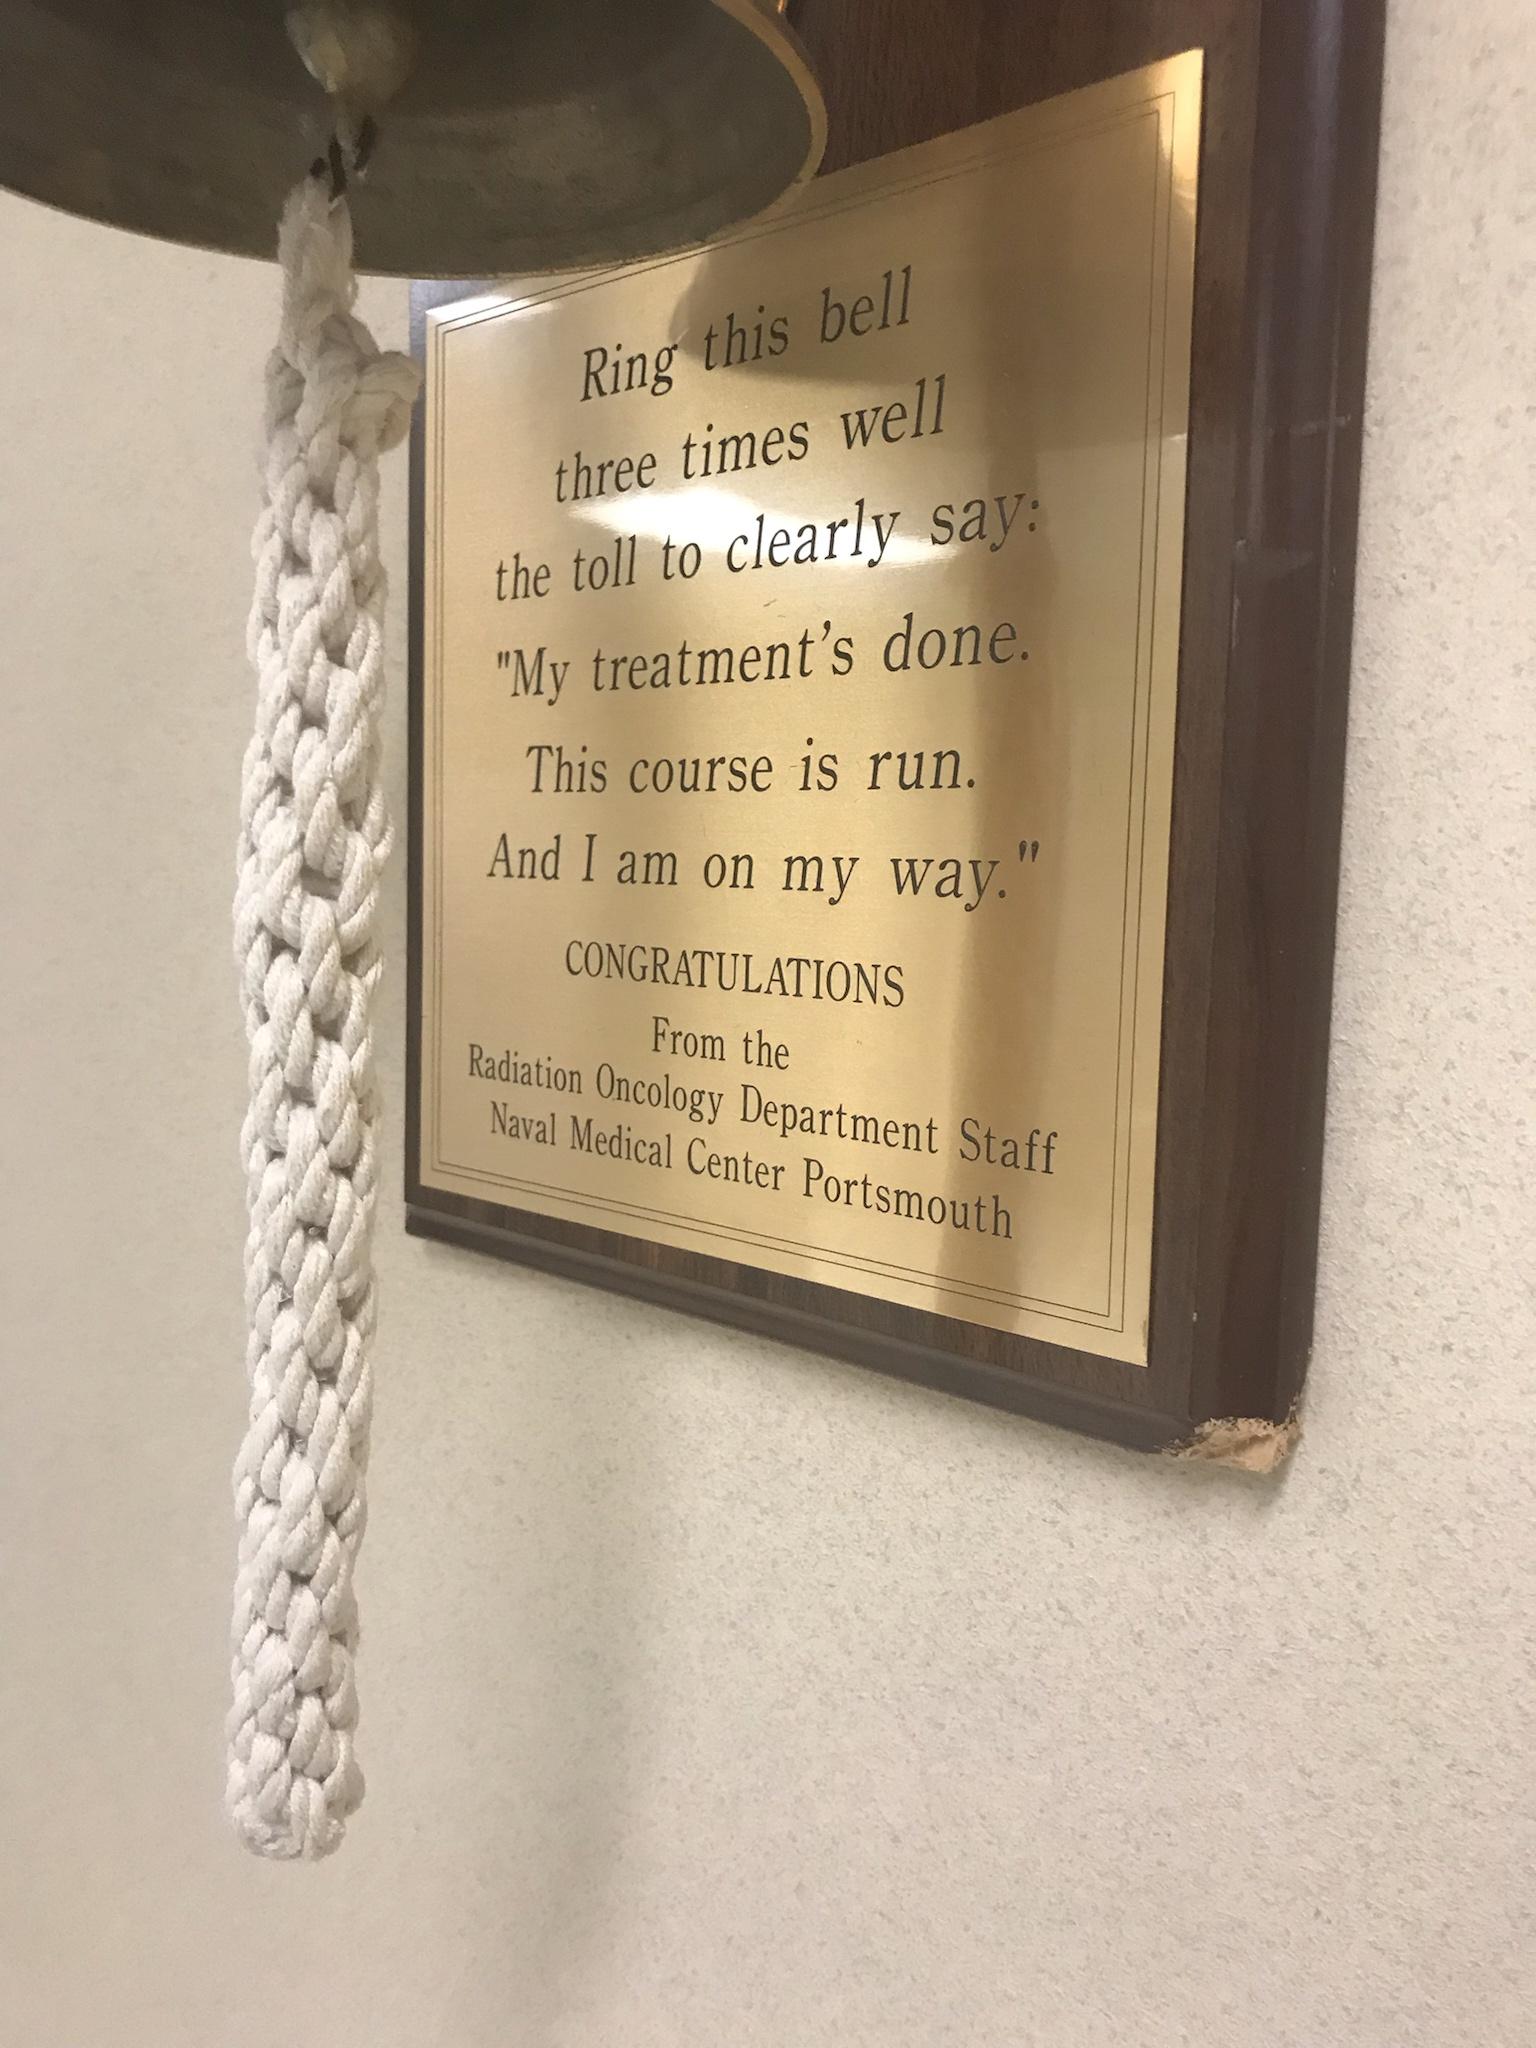 Ring this bell
three times well
the toll to clearly say:
"My treatment's done.
This course is run.
And I am on my way."
CONGRATULATIONS
From the
Radiation Oncology Department Staff
Naval Medical Center Portsmouth